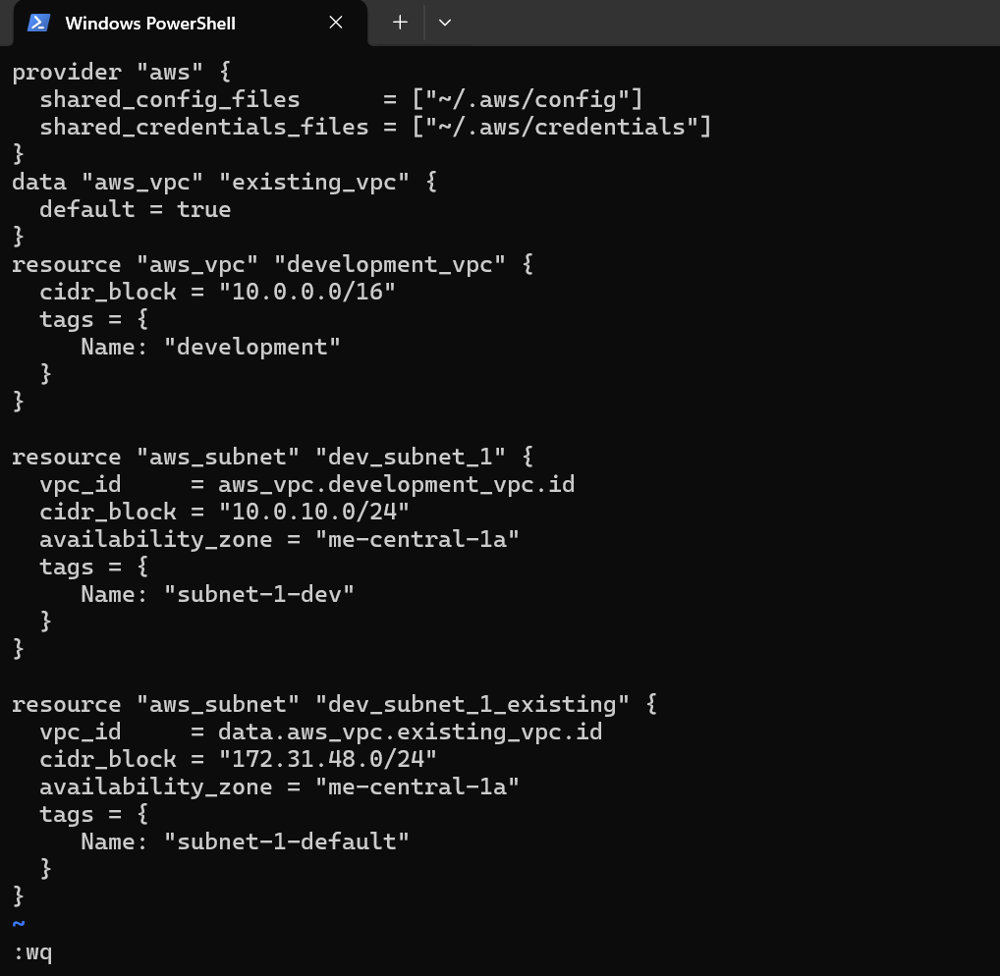 Windows PowerShell
provider "aws" {
  shared_config_files      = ["~/.aws/config"]
  shared_credentials_files = ["~/.aws/credentials"]
}
data "aws_vpc" "existing_vpc" {
  default = true
}
resource "aws_vpc" "development_vpc" {
  cidr_block = "10.0.0.0/16"
  tags = {
     Name: "development"
  }
}

resource "aws_subnet" "dev_subnet_1" {
  vpc_id     = aws_vpc.development_vpc.id
  cidr_block = "10.0.10.0/24"
  availability_zone = "me-central-1a"
  tags = {
     Name: "subnet-1-dev"
  }
}

resource "aws_subnet" "dev_subnet_1_existing" {
  vpc_id     = data.aws_vpc.existing_vpc.id
  cidr_block = "172.31.48.0/24"
  availability_zone = "me-central-1a"
  tags = {
     Name: "subnet-1-default"
  }
}
~
:wq